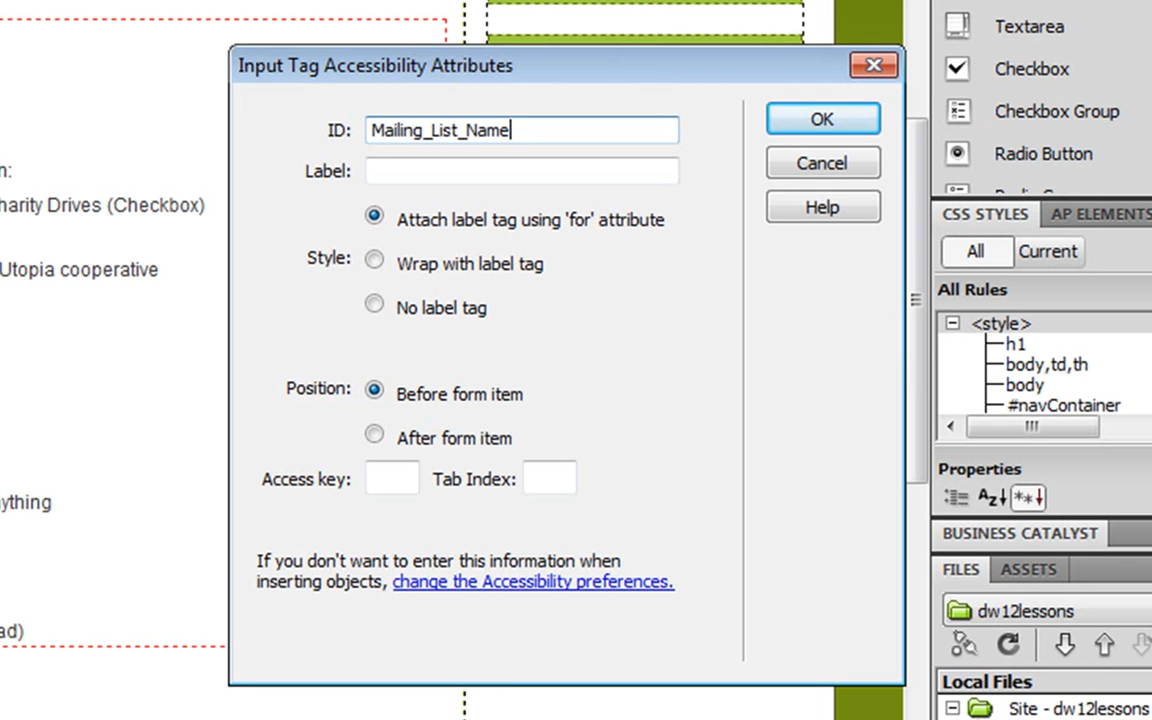 Textarea
Checkbox
Checkbox Group
Radio Button
Input Tag Accessibility Attributes
ID: Mailing_List_Name
Label:
Style:
Attach label tag using 'for' attribute
Wrap with label tag
No label tag
Position:
Before form item
After form item
Access key:
Tab Index:
If you don't want to enter this information when
inserting objects, change the Accessibility preferences.
OK
Cancel
Help
n:
harity Drives (Checkbox)
Utopia cooperative
ything
ad)
CSS STYLES
AP ELEMENTS
All
Current
All Rules
<style>
h1
body,td,th
body
#navContainer
Properties
BUSINESS CATALYST
FILES
ASSETS
dw12lessons
Local Files
Site - dw12lessons